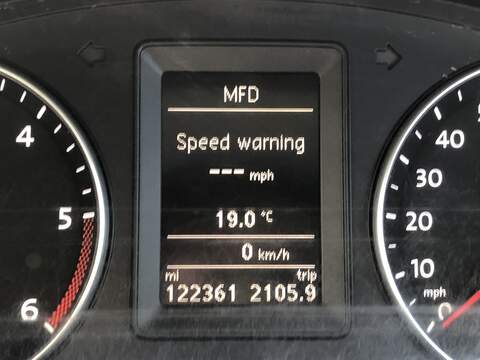 MFD
Speed warning
--- mph
19.0 °C
0 km/h
mi trip
122361 2105.9
4
5
6
40
30
20
10
mph
0